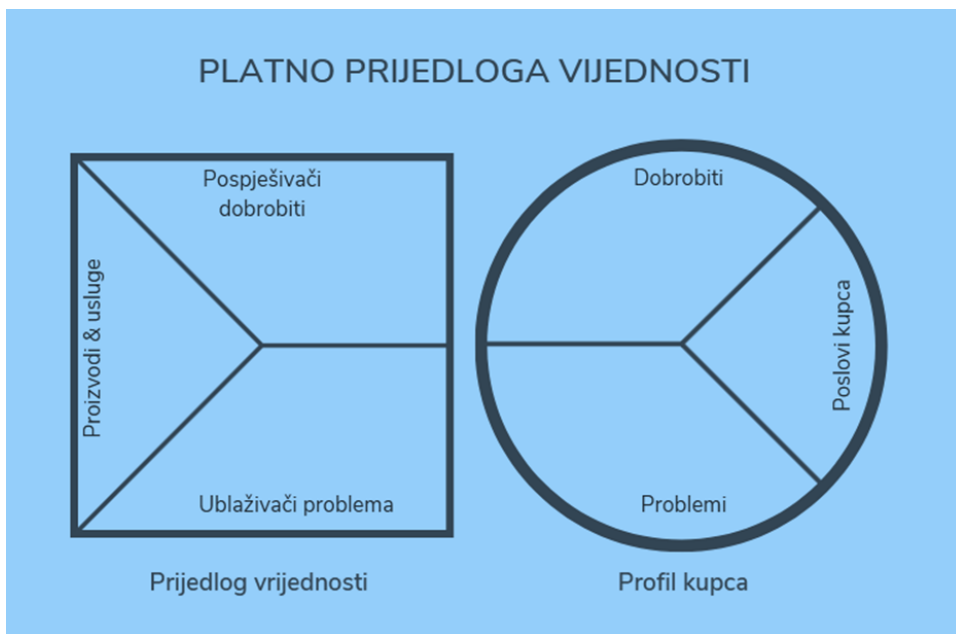 PLATNO PRIJEDLOGA VIJEDNOSTI
Pospješivači
dobrobiti
Proizvodi & usluge
Ublaživači problema
Prijedlog vrijednosti
Dobrobiti
Poslovi kupca
Problemi
Profil kupca